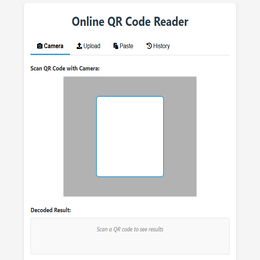 Online QR Code Reader
Camera
Upload
Paste
History
Scan QR Code with Camera:
Decoded Result:
Scan a QR code to see results